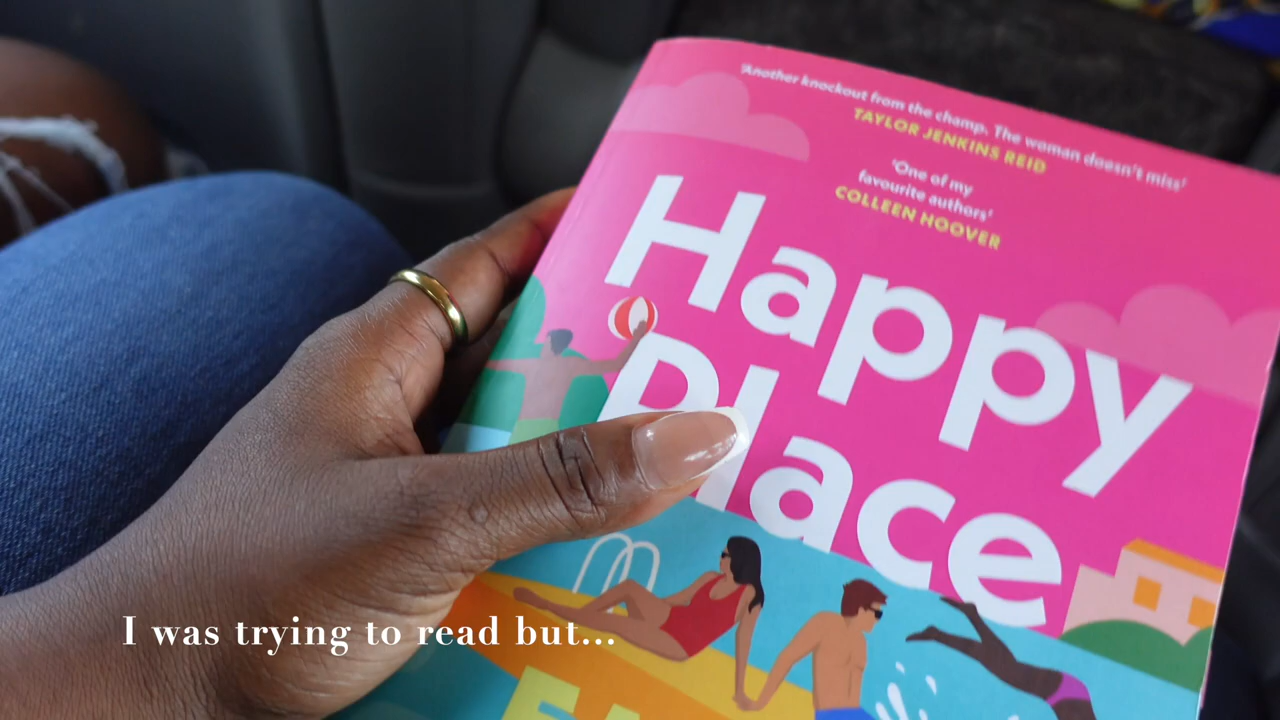 'Another knockout from the champ. The woman doesn't miss'
TAYLOR JENKINS REID
'One of my
favourite authors'
COLLEEN HOOVER
Happy
Place
I was trying to read but...